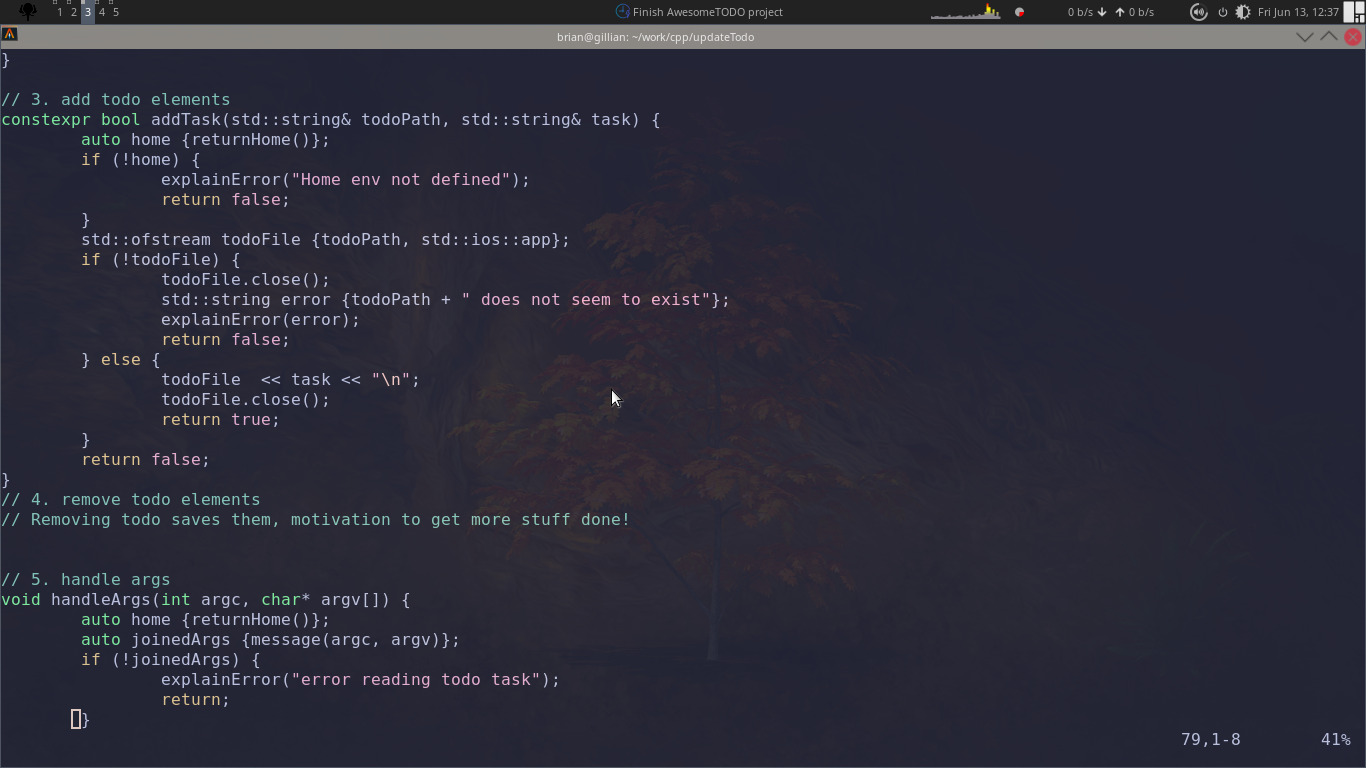 1 2 3 4 5 Finish AwesomeTODO project 0 b/s 0 b/s Fri Jun 13, 12:37
brian@gillian: ~/work/cpp/updateTodo
}
// 3. add todo elements
constexpr bool addTask(std::string& todoPath, std::string& task) {
        auto home {returnHome()};
        if (!home) {
                explainError("Home env not defined");
                return false;
        }
        std::ofstream todoFile {todoPath, std::ios::app};
        if (!todoFile) {
                todoFile.close();
                std::string error {todoPath + " does not seem to exist"};
                explainError(error);
                return false;
        } else {
                todoFile  << task << "\n";
                todoFile.close();
                return true;
        }
        return false;
}
// 4. remove todo elements
// Removing todo saves them, motivation to get more stuff done!
// 5. handle args
void handleArgs(int argc, char* argv[]) {
        auto home {returnHome()};
        auto joinedArgs {message(argc, argv)};
        if (!joinedArgs) {
                explainError("error reading todo task");
                return;
        }
79,1-8 41%